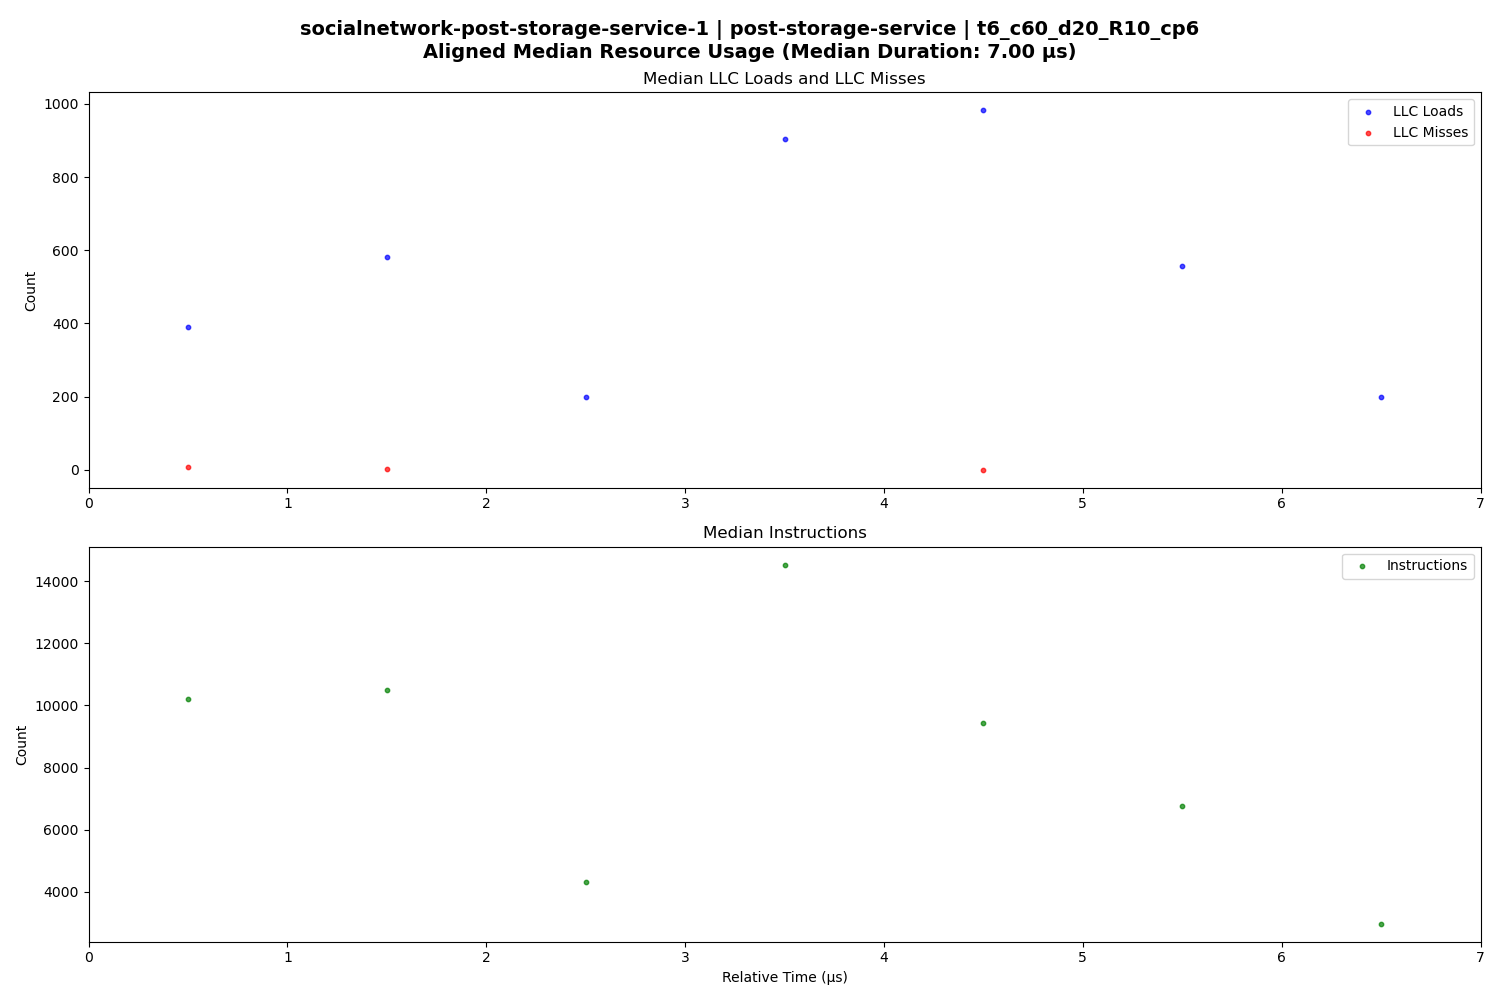 socialnetwork-post-storage-service-1 | post-storage-service | t6_c60_d20_R10_cp6
Aligned Median Resource Usage (Median Duration: 7.00 µs)
Median LLC Loads and LLC Misses
LLC Loads
LLC Misses
1000
800
600
400
200
0
Count
0 1 2 3 4 5 6 7
Median Instructions
Instructions
14000
12000
10000
8000
6000
4000
Count
0 1 2 3 4 5 6 7
Relative Time (µs)